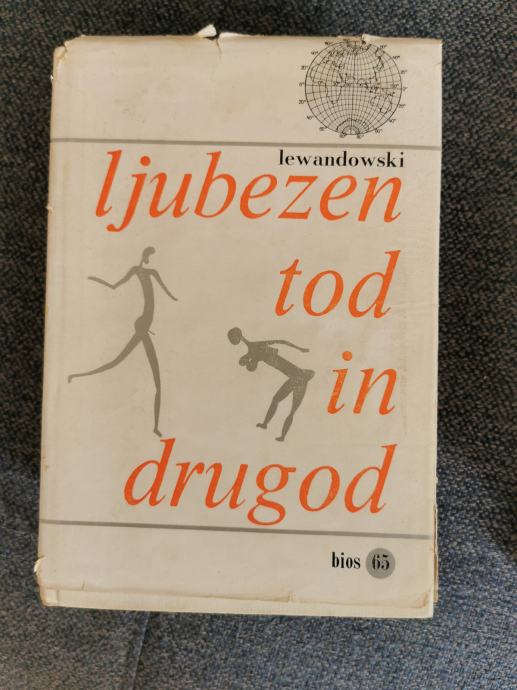 lewandowski
ljubezen
tod
in
drugod
bios 65